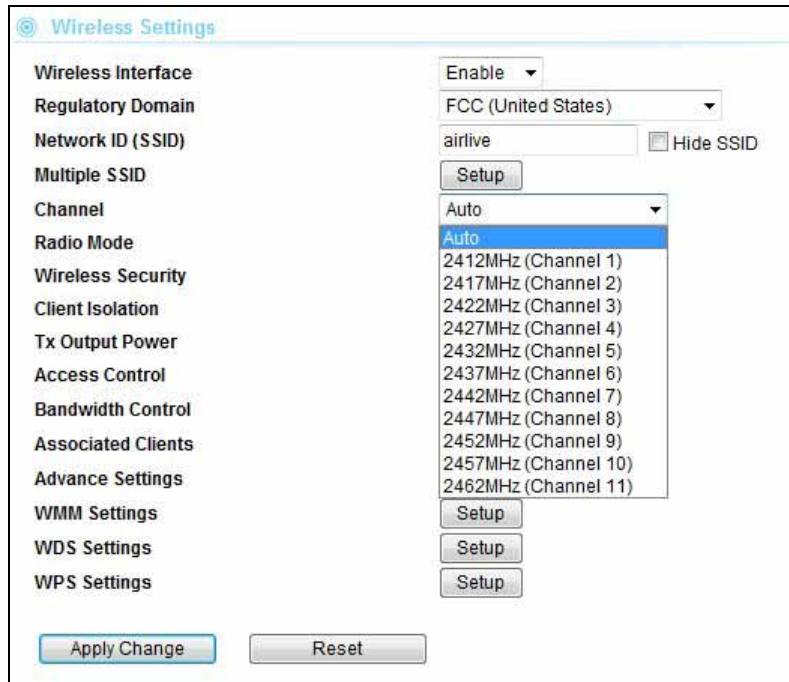 Wireless Settings
Wireless Interface Enable
Regulatory Domain FCC (United States)
Network ID (SSID) airlive Hide SSID
Multiple SSID Setup
Channel Auto
Radio Mode Auto
2412MHz (Channel 1)
Wireless Security 2417MHz (Channel 2)
Client Isolation 2422MHz (Channel 3)
2427MHz (Channel 4)
Tx Output Power 2432MHz (Channel 5)
Access Control 2437MHz (Channel 6)
2442MHz (Channel 7)
Bandwidth Control 2447MHz (Channel 8)
Associated Clients 2452MHz (Channel 9)
2457MHz (Channel 10)
Advance Settings 2462MHz (Channel 11)
WMM Settings Setup
WDS Settings Setup
WPS Settings Setup
Apply Change Reset